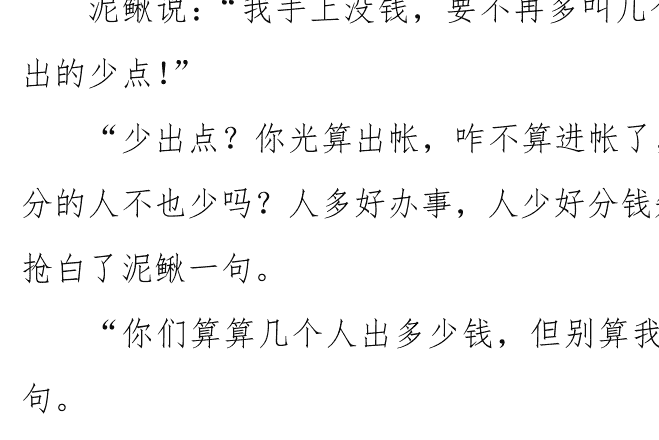 泥鳅说：“我手上没钱，要不再多叫几
出的少点！”
“少出点？你光算出帐，咋不算进帐了
分的人不也少吗？人多好办事，人少好分钱
抢白了泥鳅一句。
“你们算算几个人出多少钱，但别算我
句。